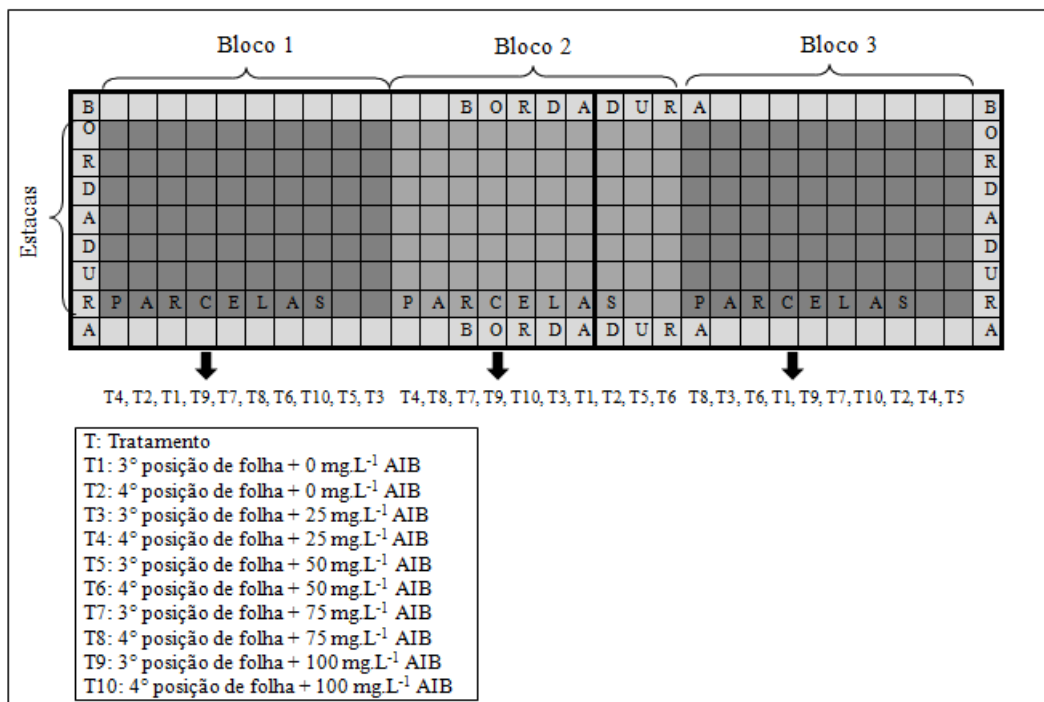 Bloco 1
Bloco 2
Bloco 3
Estacas
B O R D A D U R A
B O R D A D U R A
B O R D A D U R A
P A R C E L A S
P A R C E L A S
P A R C E L A S
B O R D A D U R A
T4, T2, T1, T9, T7, T8, T6, T10, T5, T3
T4, T8, T7, T9, T10, T3, T1, T2, T5, T6
T8, T3, T6, T1, T9, T7, T10, T2, T4, T5
T: Tratamento
T1: 3° posição de folha + 0 mg.L⁻¹ AIB
T2: 4° posição de folha + 0 mg.L⁻¹ AIB
T3: 3° posição de folha + 25 mg.L⁻¹ AIB
T4: 4° posição de folha + 25 mg.L⁻¹ AIB
T5: 3° posição de folha + 50 mg.L⁻¹ AIB
T6: 4° posição de folha + 50 mg.L⁻¹ AIB
T7: 3° posição de folha + 75 mg.L⁻¹ AIB
T8: 4° posição de folha + 75 mg.L⁻¹ AIB
T9: 3° posição de folha + 100 mg.L⁻¹ AIB
T10: 4° posição de folha + 100 mg.L⁻¹ AIB